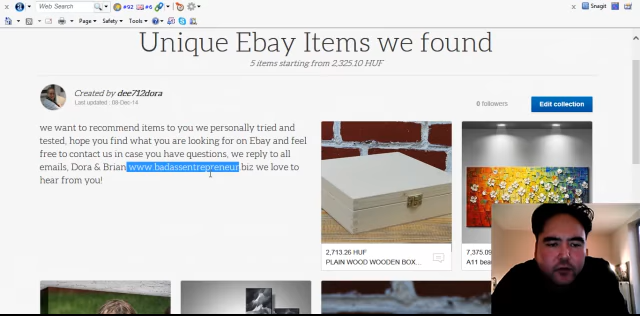 x
Web Search
#92
#6
x
Snagit
Page
Safety
Tools
Unique Ebay Items we found
5 items starting from 2,325.10 HUF
Created by dee712dora
Last updated . 08-Dec-14
0 followers
Edit collection
we want to recommend items to you we personally tried and
tested, hope you find what you are looking for on Ebay and feel
free to contact us in case you have questions, we reply to all
emails, Dora & Brian www badassentrepreneur biz we love to
hear from you!
2,713.26 HUF
PLAIN WOOD WOODEN BOX...
7,375.09
A11 bea